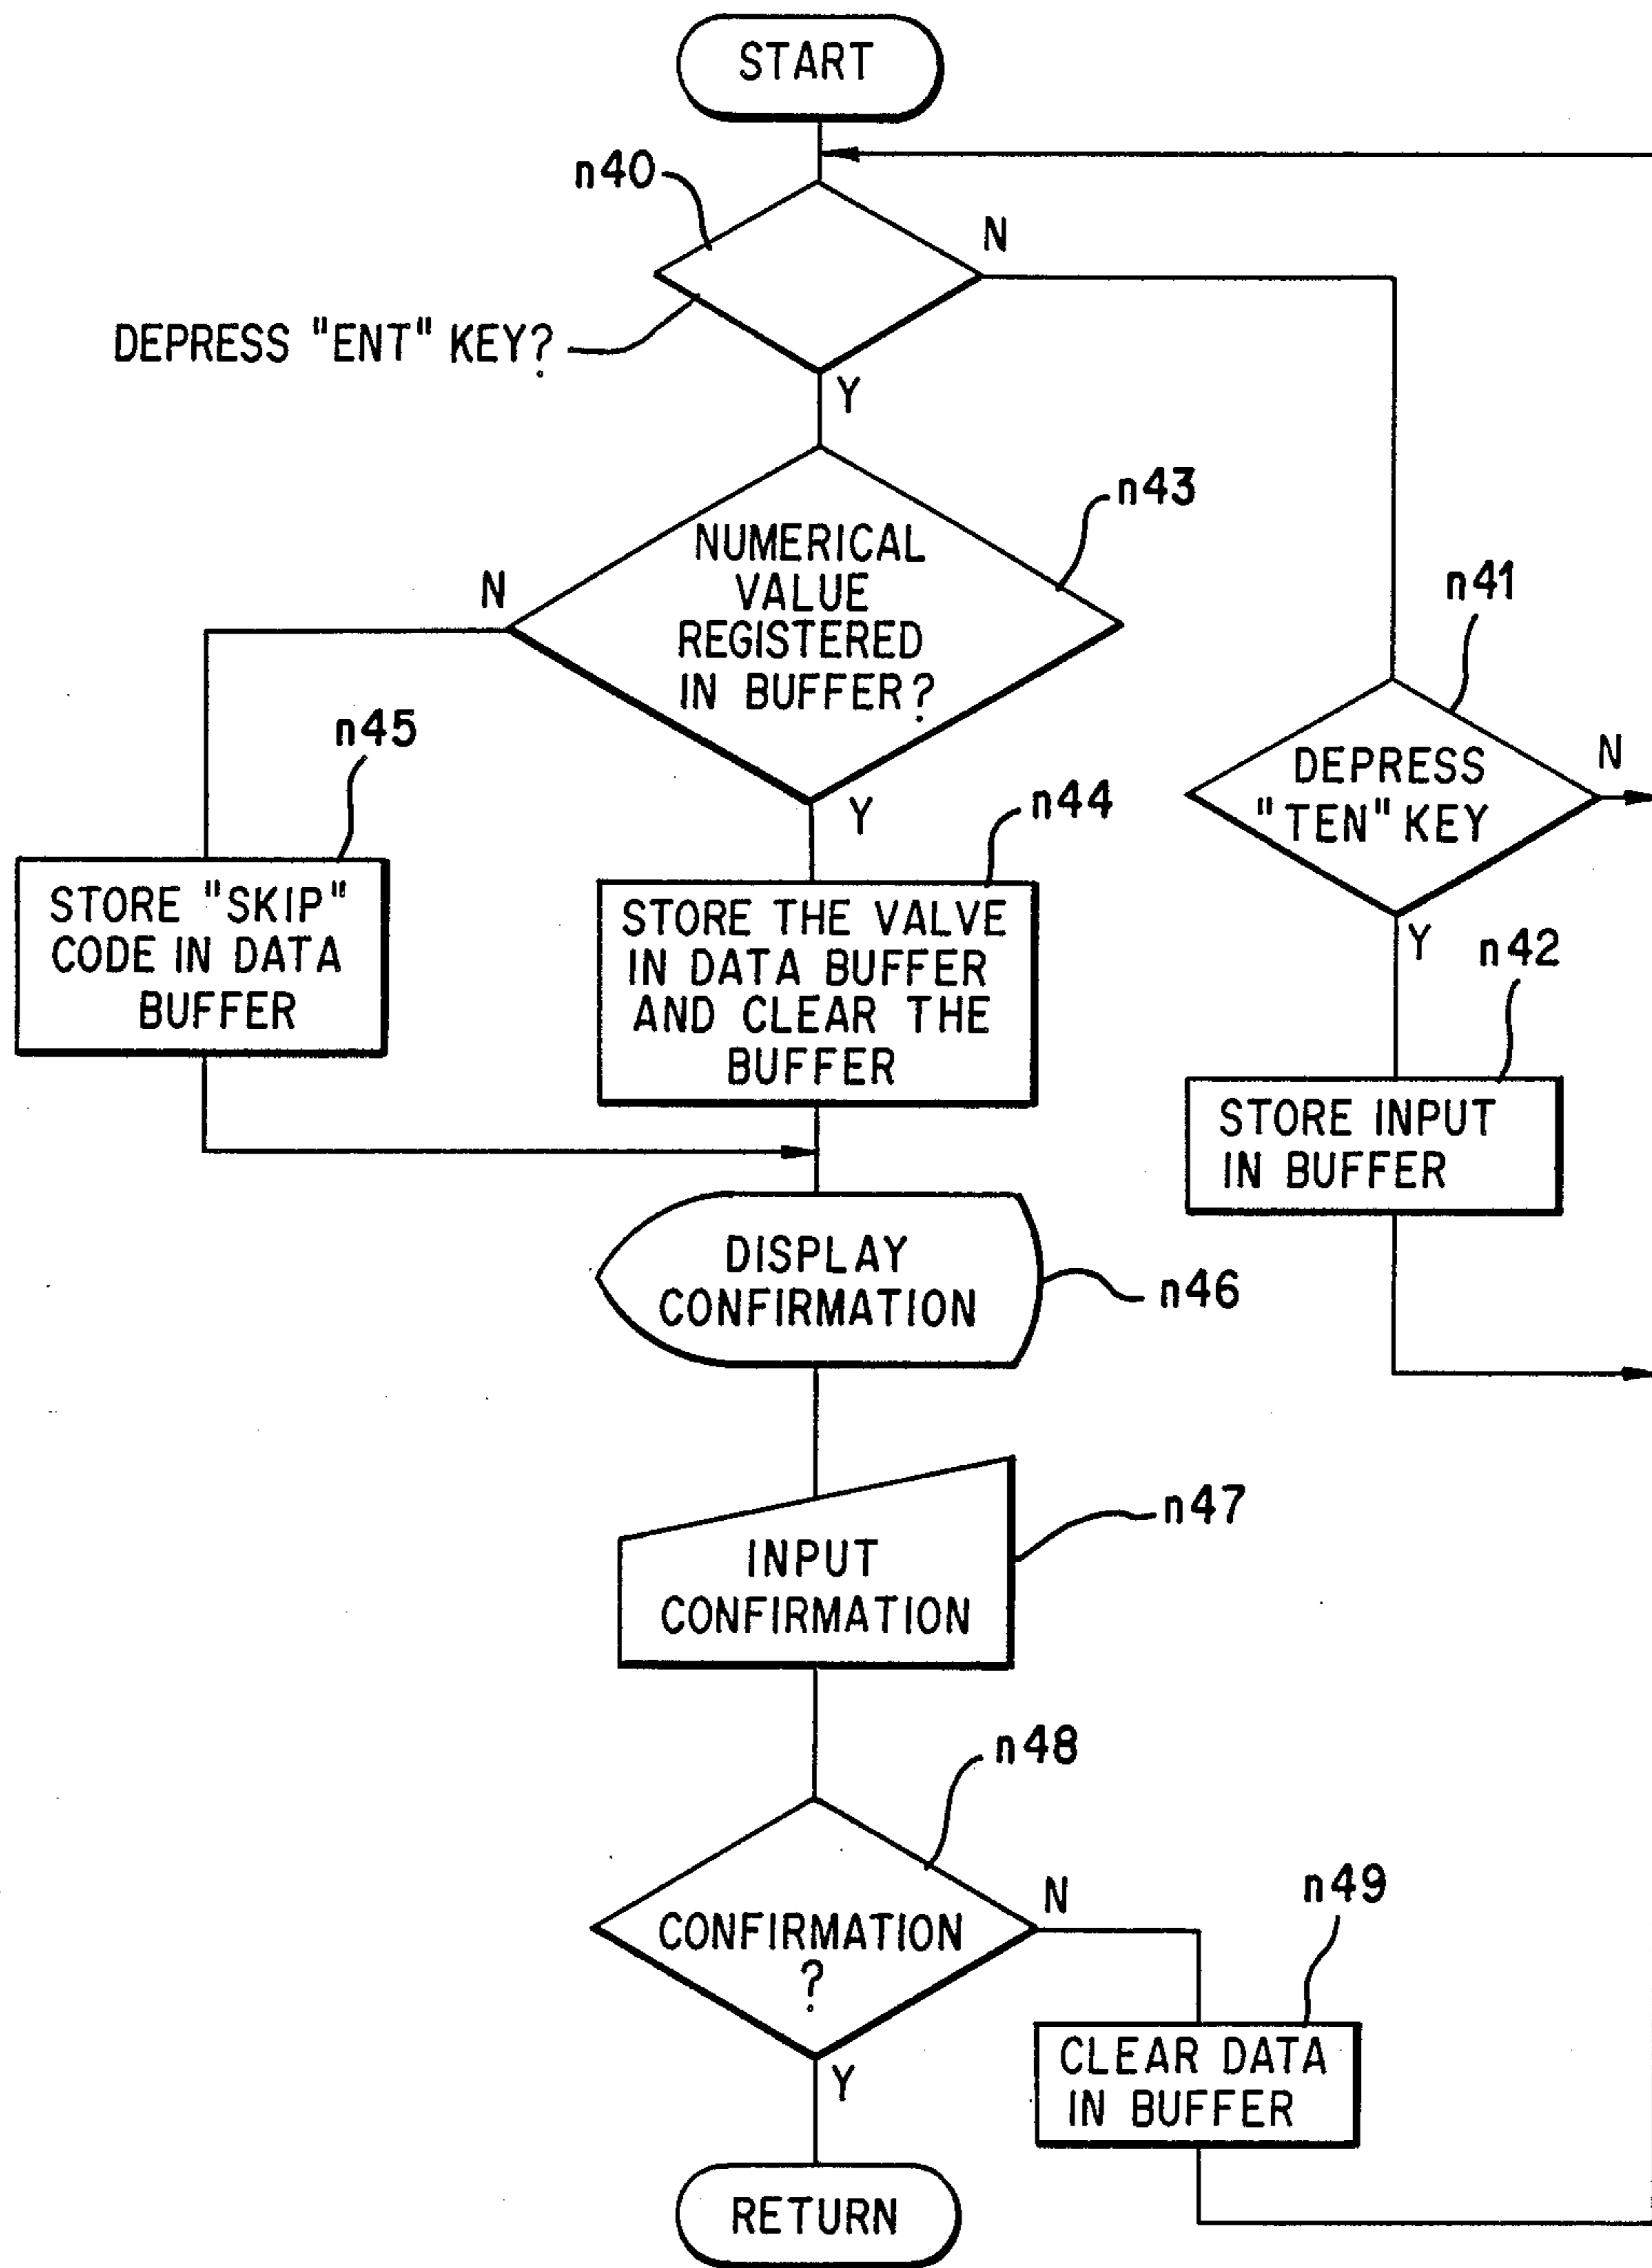 START
n40
N
DEPRESS "ENT" KEY?
Y
n43
NUMERICAL
VALUE
REGISTERED
IN BUFFER?
N
n41
DEPRESS
"TEN" KEY
N
n45
Y
n44
STORE "SKIP"
CODE IN DATA
BUFFER
STORE THE VALVE
IN DATA BUFFER
AND CLEAR THE
BUFFER
Y
n42
STORE INPUT
IN BUFFER
DISPLAY
CONFIRMATION
n46
n47
INPUT
CONFIRMATION
n48
CONFIRMATION
?
N
n49
Y
CLEAR DATA
IN BUFFER
RETURN